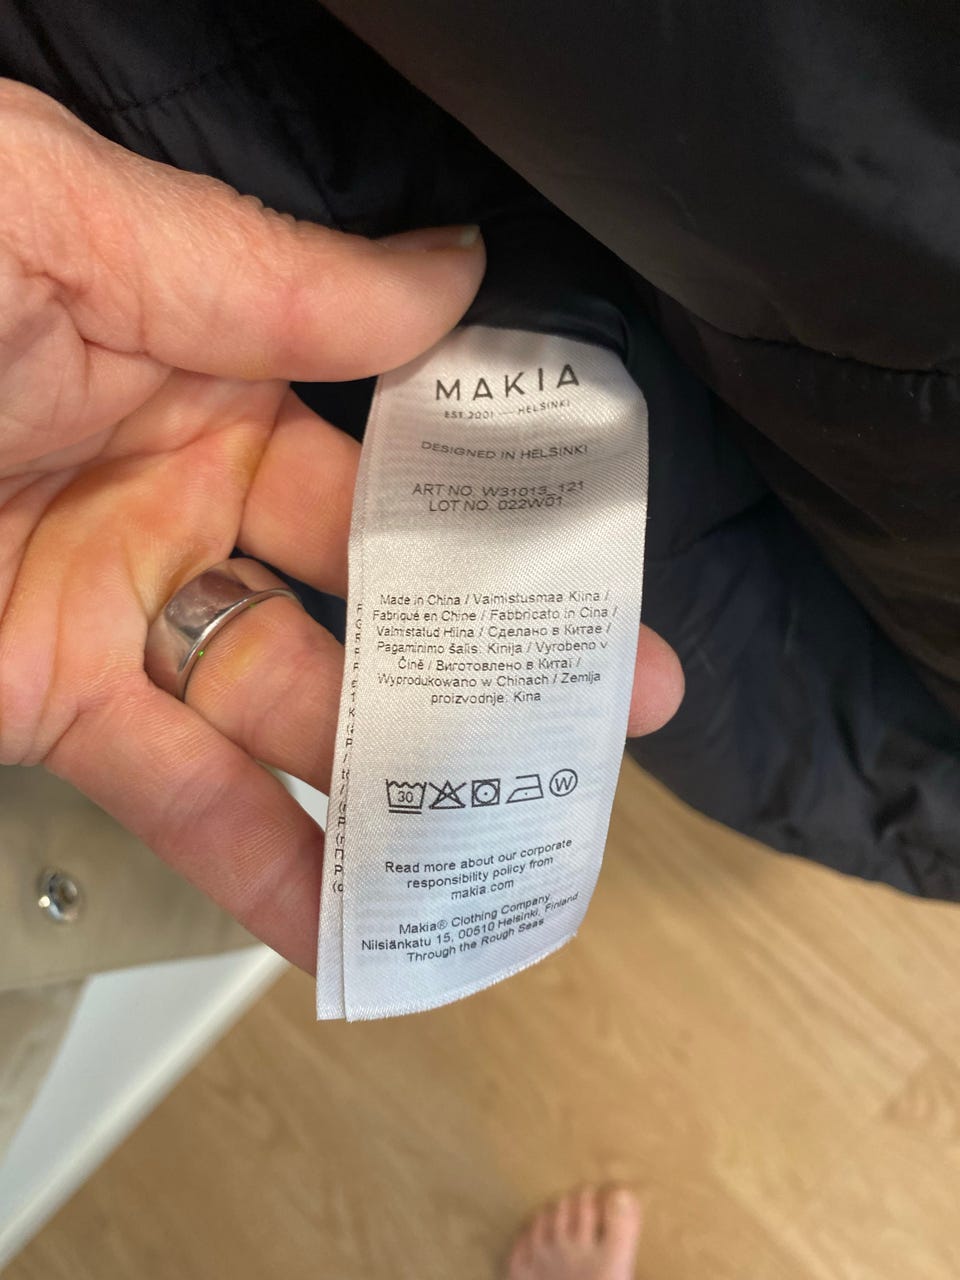 MAKIA
EST.2001 — HELSINKI
DESIGNED IN HELSINKI
ART NO. W31013_121
LOT NO. 022W01
Made in China / Valmistusmaa Kiina /
Fabriqué en Chine / Fabbricato in Cina /
Valmistatud Hiina / Сделано в Китае /
Pagaminimo šalis: Kinija / Vyrobeno v
Čině / Виготовлено в Китаї /
Wyprodukowano w Chinach / Zemlja
proizvodnje: Kina
30
W
Read more about our corporate
responsibility policy from
makia.com
Makia® Clothing Company
Nilsiänkatu 15, 00510 Helsinki, Finland
Through the Rough Seas